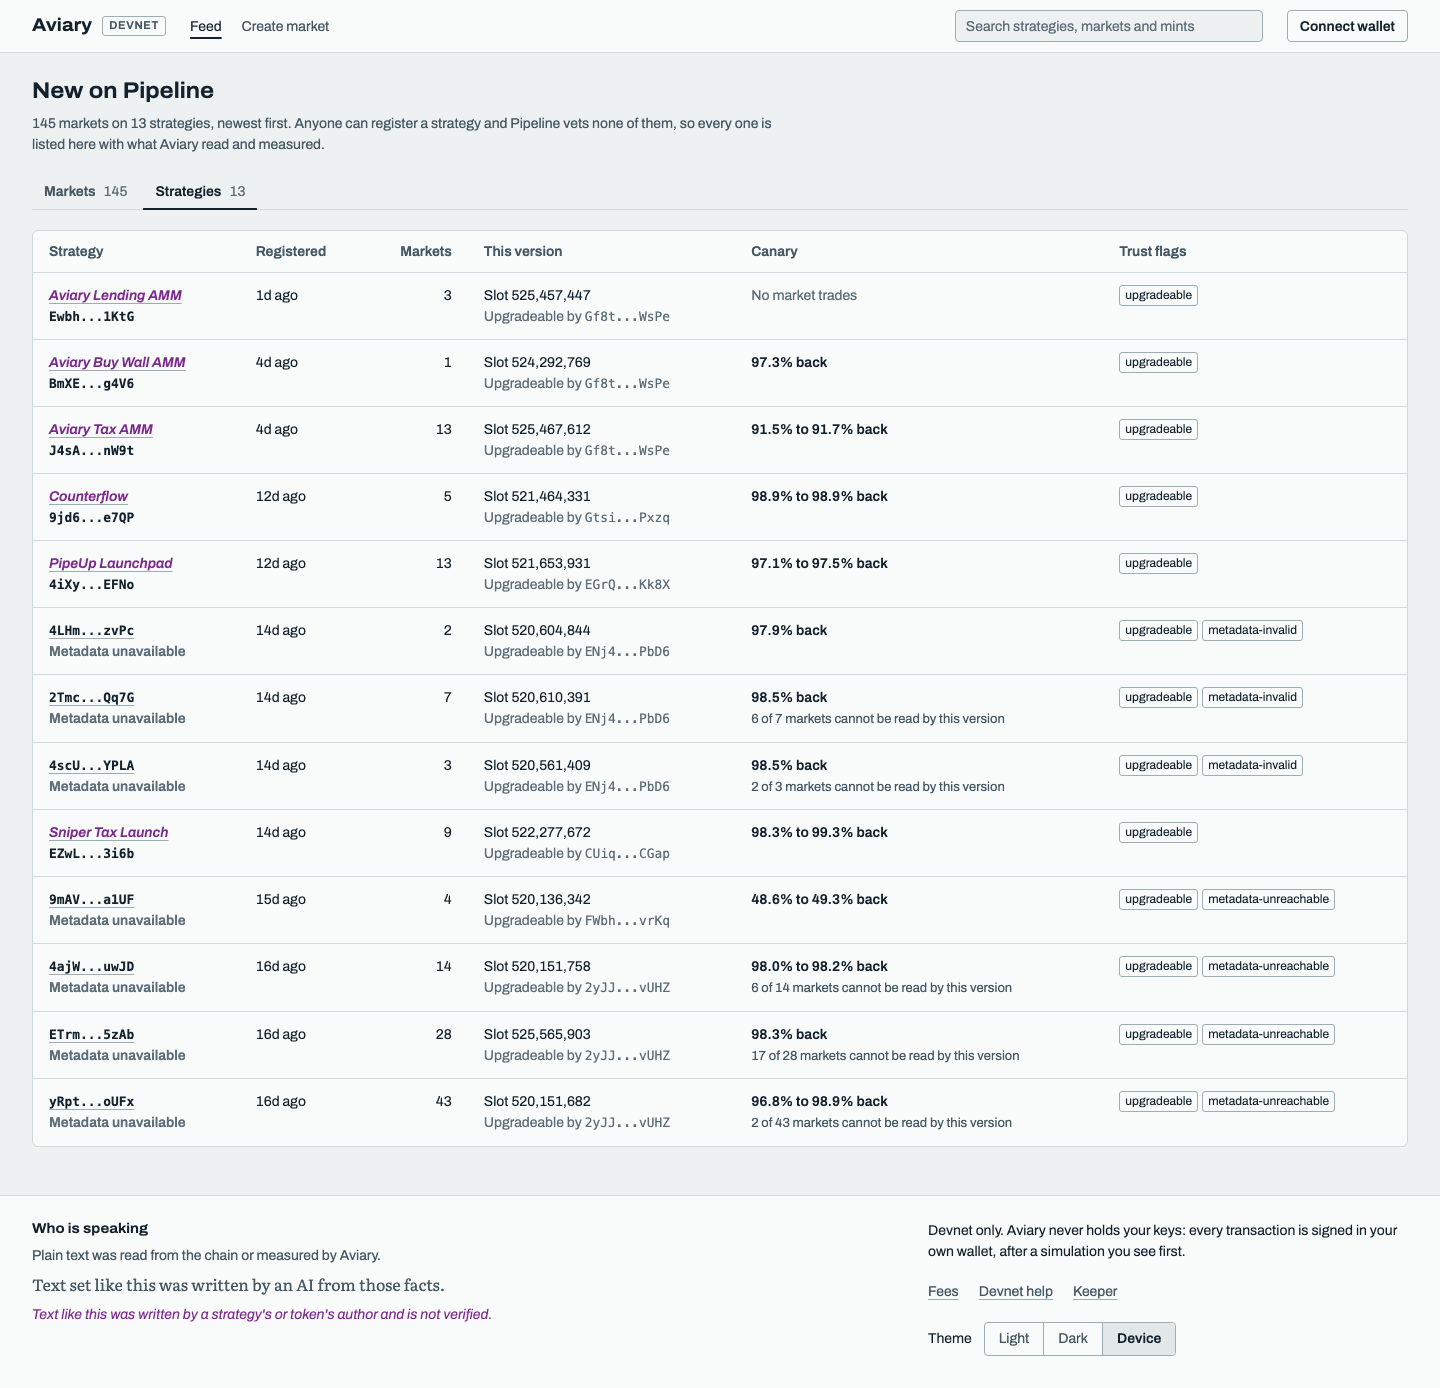 Aviary DEVNET Feed Create market Search strategies, markets and mints Connect wallet
New on Pipeline
145 markets on 13 strategies, newest first. Anyone can register a strategy and Pipeline vets none of them, so every one is
listed here with what Aviary read and measured.
Markets 145 Strategies 13
Strategy Registered Markets This version Canary Trust flags
Aviary Lending AMM 1d ago 3 Slot 525,457,447 No market trades upgradeable
Ewbh...1KtG Upgradeable by Gf8t...WsPe
Aviary Buy Wall AMM 4d ago 1 Slot 524,292,769 97.3% back upgradeable
BmXE...g4V6 Upgradeable by Gf8t...WsPe
Aviary Tax AMM 4d ago 13 Slot 525,467,612 91.5% to 91.7% back upgradeable
J4sA...nW9t Upgradeable by Gf8t...WsPe
Counterflow 12d ago 5 Slot 521,464,331 98.9% to 98.9% back upgradeable
9jd6...e7QP Upgradeable by Gtsi...Pxzq
PipeUp Launchpad 12d ago 13 Slot 521,653,931 97.1% to 97.5% back upgradeable
4iXy...EFNo Upgradeable by EGrQ...Kk8X
4LHm...zvPc 14d ago 2 Slot 520,604,844 97.9% back upgradeable metadata-invalid
Metadata unavailable Upgradeable by ENj4...PbD6
2Tmc...Qq7G 14d ago 7 Slot 520,610,391 98.5% back upgradeable metadata-invalid
Metadata unavailable Upgradeable by ENj4...PbD6 6 of 7 markets cannot be read by this version
4scU...YPLA 14d ago 3 Slot 520,561,409 98.5% back upgradeable metadata-invalid
Metadata unavailable Upgradeable by ENj4...PbD6 2 of 3 markets cannot be read by this version
Sniper Tax Launch 14d ago 9 Slot 522,277,672 98.3% to 99.3% back upgradeable
EZwL...3i6b Upgradeable by CUiq...CGap
9mAV...a1UF 15d ago 4 Slot 520,136,342 48.6% to 49.3% back upgradeable metadata-unreachable
Metadata unavailable Upgradeable by FWbh...vrKq
4ajW...uwJD 16d ago 14 Slot 520,151,758 98.0% to 98.2% back upgradeable metadata-unreachable
Metadata unavailable Upgradeable by 2yJJ...vUHZ 6 of 14 markets cannot be read by this version
ETrm...5zAb 16d ago 28 Slot 525,565,903 98.3% back upgradeable metadata-unreachable
Metadata unavailable Upgradeable by 2yJJ...vUHZ 17 of 28 markets cannot be read by this version
yRpt...oUFx 16d ago 43 Slot 520,151,682 96.8% to 98.9% back upgradeable metadata-unreachable
Metadata unavailable Upgradeable by 2yJJ...vUHZ 2 of 43 markets cannot be read by this version
Who is speaking
Plain text was read from the chain or measured by Aviary.
Text set like this was written by an AI from those facts.
Text like this was written by a strategy's or token's author and is not verified.
Devnet only. Aviary never holds your keys: every transaction is signed in your
own wallet, after a simulation you see first.
Fees Devnet help Keeper
Theme Light Dark Device